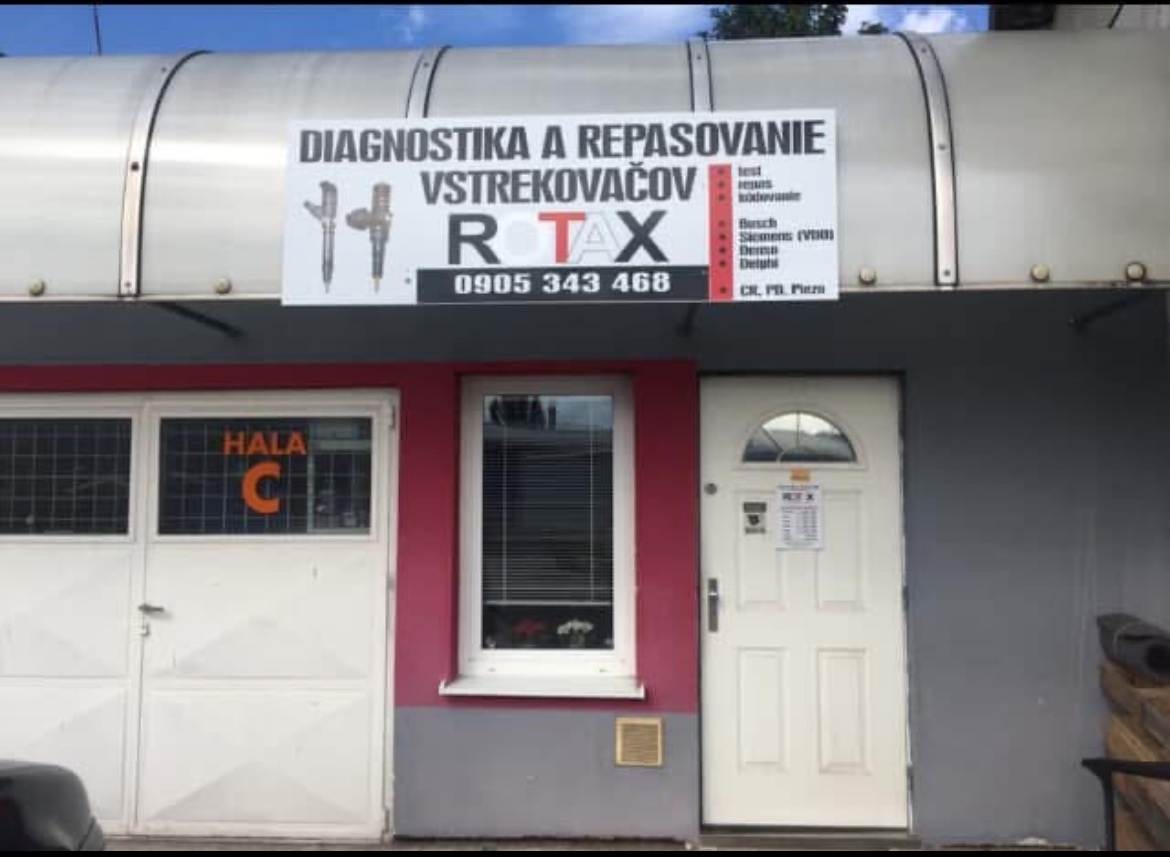 DIAGNOSTIKA A REPASOVANIE
VSTREKOVAČOV
ROTAX
0905 343 468
test
repas
kódovanie
Bosch
Siemens (VDO)
Denso
Delphi
CR, PD, Piezo
HALA
C
ROTAX